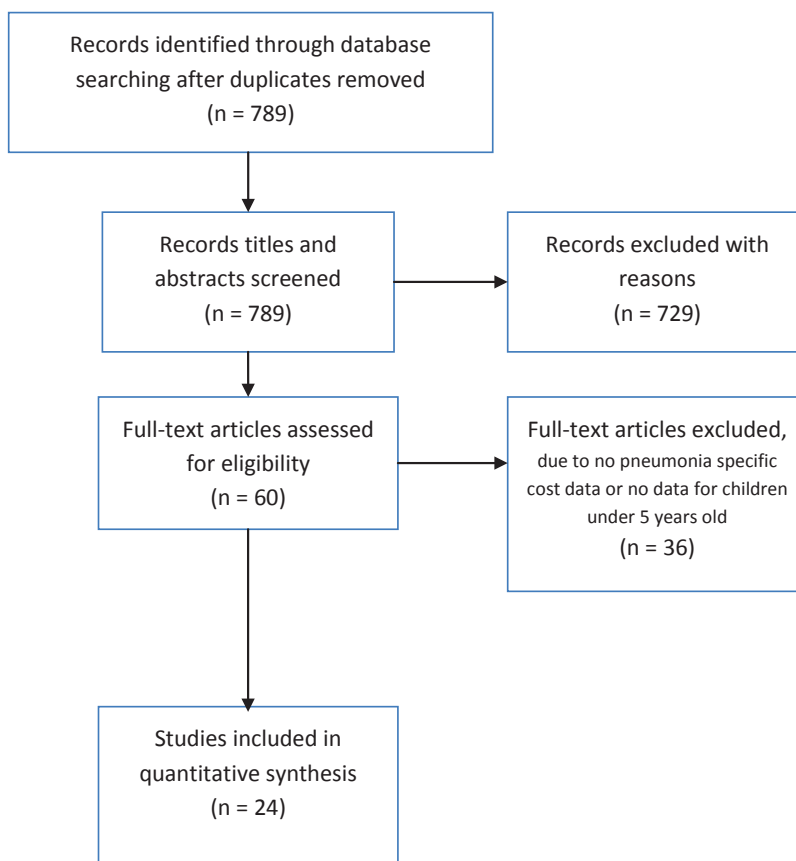 Records identified through database
searching after duplicates removed
(n = 789)
Records titles and
abstracts screened
(n = 789)
Records excluded with
reasons
(n = 729)
Full-text articles assessed
for eligibility
(n = 60)
Full-text articles excluded,
due to no pneumonia specific
cost data or no data for children
under 5 years old
(n = 36)
Studies included in
quantitative synthesis
(n = 24)